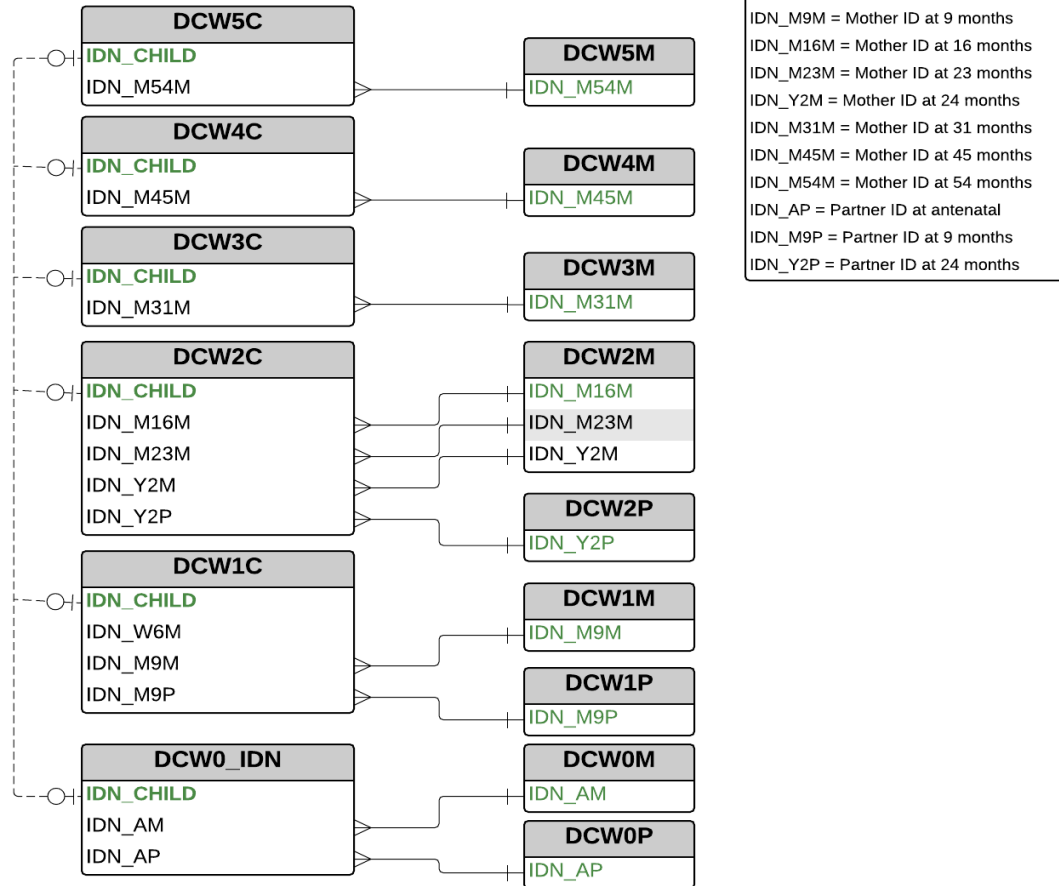 DCW5C
IDN_CHILD
IDN_M54M
DCW5M
IDN_M54M
DCW4C
IDN_CHILD
IDN_M45M
DCW4M
IDN_M45M
DCW3C
IDN_CHILD
IDN_M31M
DCW3M
IDN_M31M
DCW2C
IDN_CHILD
IDN_M16M
IDN_M23M
IDN_Y2M
IDN_Y2P
DCW2M
IDN_M16M
IDN_M23M
IDN_Y2M
DCW2P
IDN_Y2P
DCW1C
IDN_CHILD
IDN_W6M
IDN_M9M
IDN_M9P
DCW1M
IDN_M9M
DCW1P
IDN_M9P
DCW0_IDN
IDN_CHILD
IDN_AM
IDN_AP
DCW0M
IDN_AM
DCW0P
IDN_AP
IDN_M9M = Mother ID at 9 months
IDN_M16M = Mother ID at 16 months
IDN_M23M = Mother ID at 23 months
IDN_Y2M = Mother ID at 24 months
IDN_M31M = Mother ID at 31 months
IDN_M45M = Mother ID at 45 months
IDN_M54M = Mother ID at 54 months
IDN_AP = Partner ID at antenatal
IDN_M9P = Partner ID at 9 months
IDN_Y2P = Partner ID at 24 months